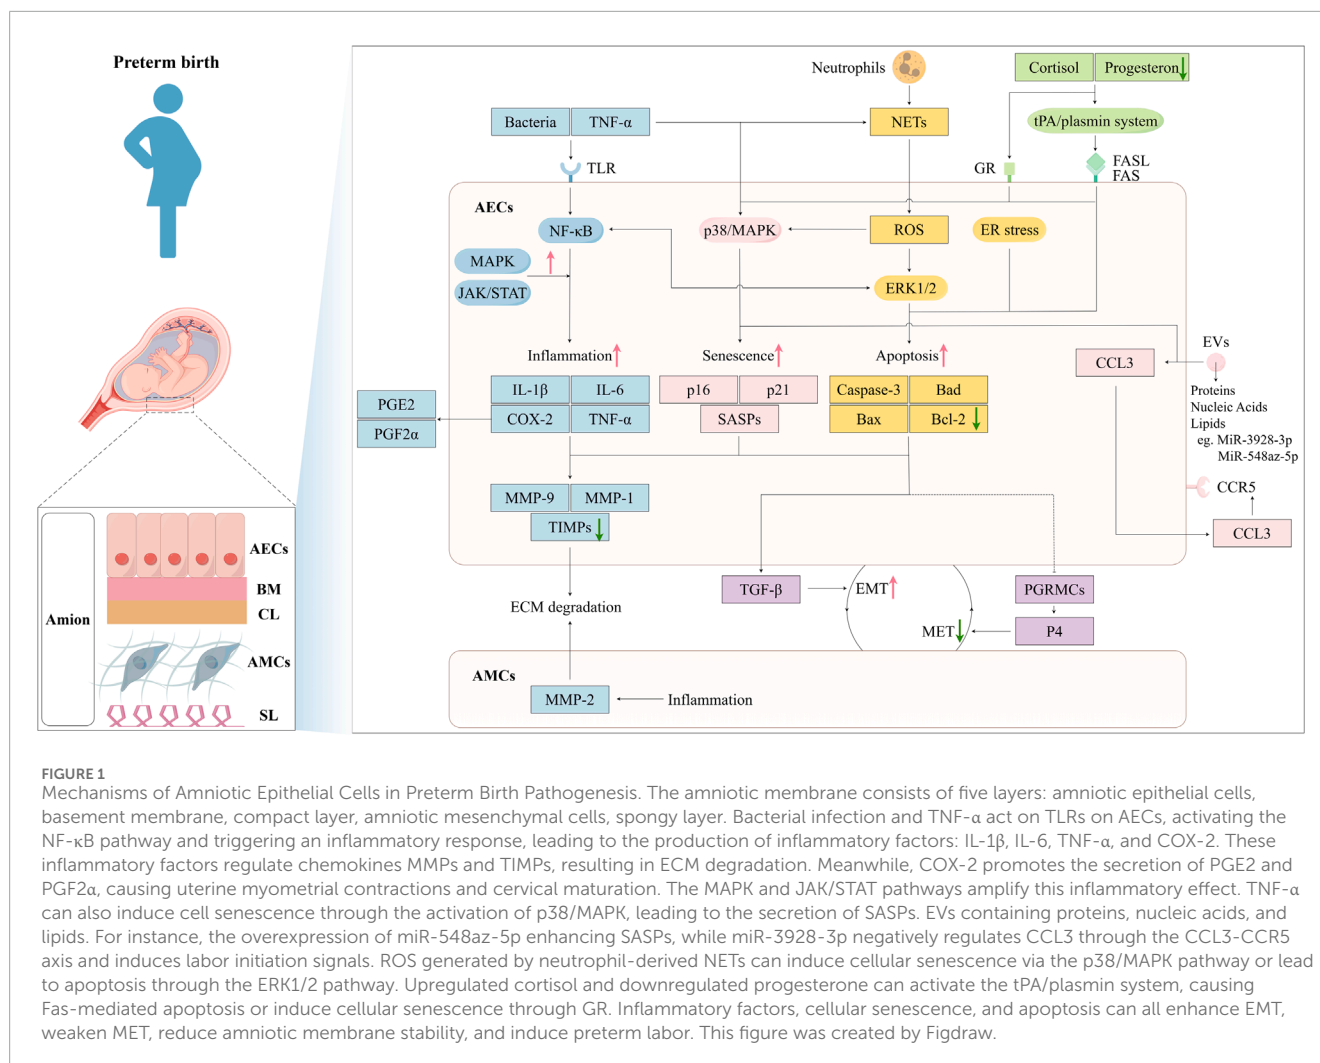 Preterm birth
Neutrophils
Cortisol
Progesteron
Bacteria
TNF-α
NETs
tPA/plasmin system
TLR
GR
FASL
FAS
AECs
NF-κB
p38/MAPK
ROS
ER stress
MAPK
JAK/STAT
ERK1/2
Inflammation
Senescence
Apoptosis
EVs
CCL3
IL-1β
IL-6
p16
p21
Caspase-3
Bad
PGE2
COX-2
TNF-α
SASPs
Bax
Bcl-2
PGF2α
Proteins
Nucleic Acids
Lipids
eg. MiR-3928-3p
MiR-548az-5p
MMP-9
MMP-1
CCR5
TIMPs
CCL3
AECs
BM
CL
Amion
AMCs
SL
TGF-β
EMT
PGRMCs
ECM degradation
MET
P4
AMCs
MMP-2
Inflammation
FIGURE 1
Mechanisms of Amniotic Epithelial Cells in Preterm Birth Pathogenesis. The amniotic membrane consists of five layers: amniotic epithelial cells,
basement membrane, compact layer, amniotic mesenchymal cells, spongy layer. Bacterial infection and TNF-α act on TLRs on AECs, activating the
NF-κB pathway and triggering an inflammatory response, leading to the production of inflammatory factors: IL-1β, IL-6, TNF-α, and COX-2. These
inflammatory factors regulate chemokines MMPs and TIMPs, resulting in ECM degradation. Meanwhile, COX-2 promotes the secretion of PGE2 and
PGF2α, causing uterine myometrial contractions and cervical maturation. The MAPK and JAK/STAT pathways amplify this inflammatory effect. TNF-α
can also induce cell senescence through the activation of p38/MAPK, leading to the secretion of SASPs. EVs containing proteins, nucleic acids, and
lipids. For instance, the overexpression of miR-548az-5p enhancing SASPs, while miR-3928-3p negatively regulates CCL3 through the CCL3-CCR5
axis and induces labor initiation signals. ROS generated by neutrophil-derived NETs can induce cellular senescence via the p38/MAPK pathway or lead
to apoptosis through the ERK1/2 pathway. Upregulated cortisol and downregulated progesterone can activate the tPA/plasmin system, causing
Fas-mediated apoptosis or induce cellular senescence through GR. Inflammatory factors, cellular senescence, and apoptosis can all enhance EMT,
weaken MET, reduce amniotic membrane stability, and induce preterm labor. This figure was created by Figdraw.